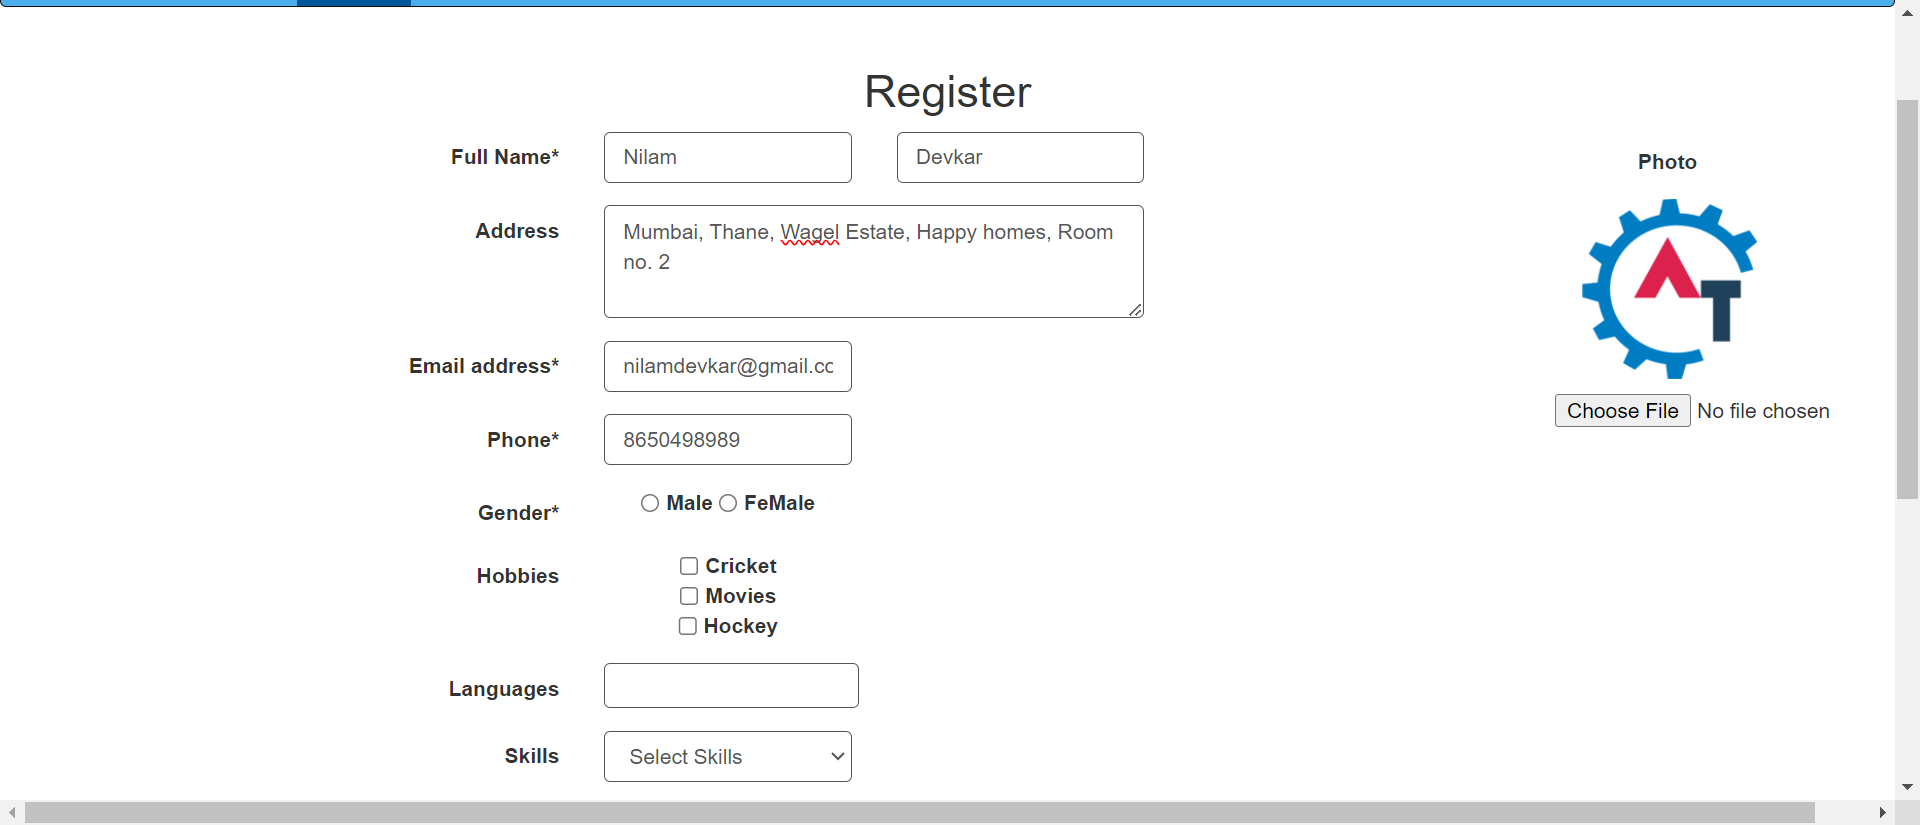 Register
Full Name* Nilam Devkar
Photo
Address Mumbai, Thane, Wagel Estate, Happy homes, Room
no. 2
AT
Email address* nilamdevkar@gmail.cc
Choose File No file chosen
Phone* 8650498989
Gender* Male FeMale
Hobbies Cricket
Movies
Hockey
Languages
Skills Select Skills